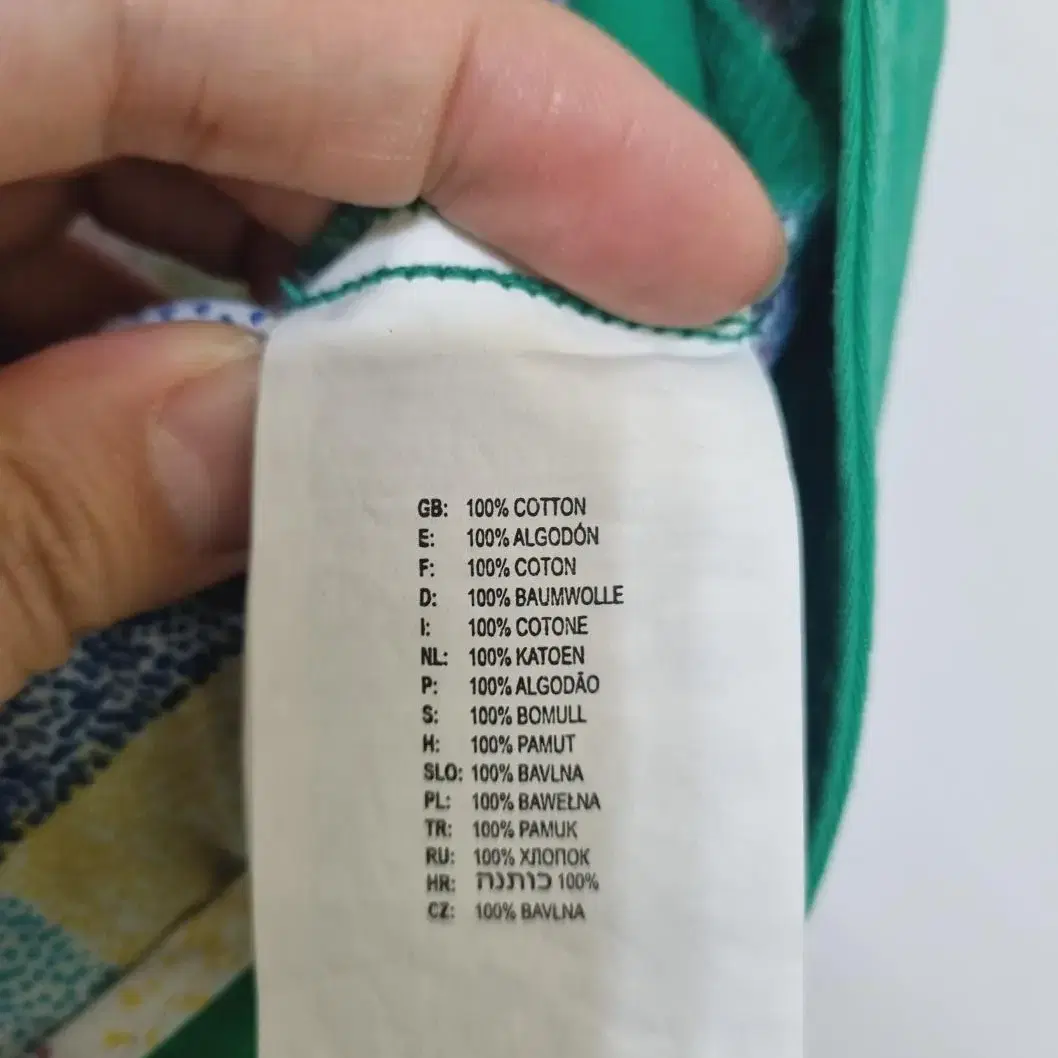 GB: 100% COTTON
E: 100% ALGODÓN
F: 100% COTON
D: 100% BAUMWOLLE
I: 100% COTONE
NL: 100% KATOEN
P: 100% ALGODÃO
S: 100% BOMULL
H: 100% PAMUT
SLO: 100% BAVLNA
PL: 100% BAWEŁNA
TR: 100% PAMUK
RU: 100% ХЛОПОК
HR: 100% כותנה
CZ: 100% BAVLNA